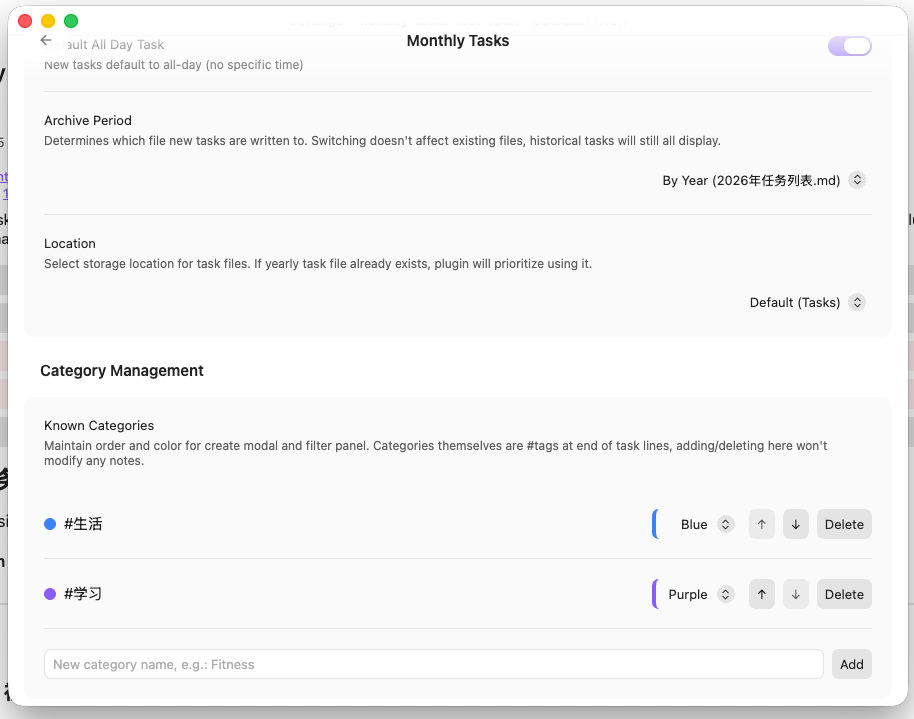 Monthly Tasks
ault All Day Task
New tasks default to all-day (no specific time)
Archive Period
Determines which file new tasks are written to. Switching doesn't affect existing files, historical tasks will still all display.
By Year (2026年任务列表.md)
Location
Select storage location for task files. If yearly task file already exists, plugin will prioritize using it.
Default (Tasks)
Category Management
Known Categories
Maintain order and color for create modal and filter panel. Categories themselves are #tags at end of task lines, adding/deleting here won't
modify any notes.
#生活
Blue
↑
↓
Delete
#学习
Purple
↑
↓
Delete
New category name, e.g.: Fitness
Add